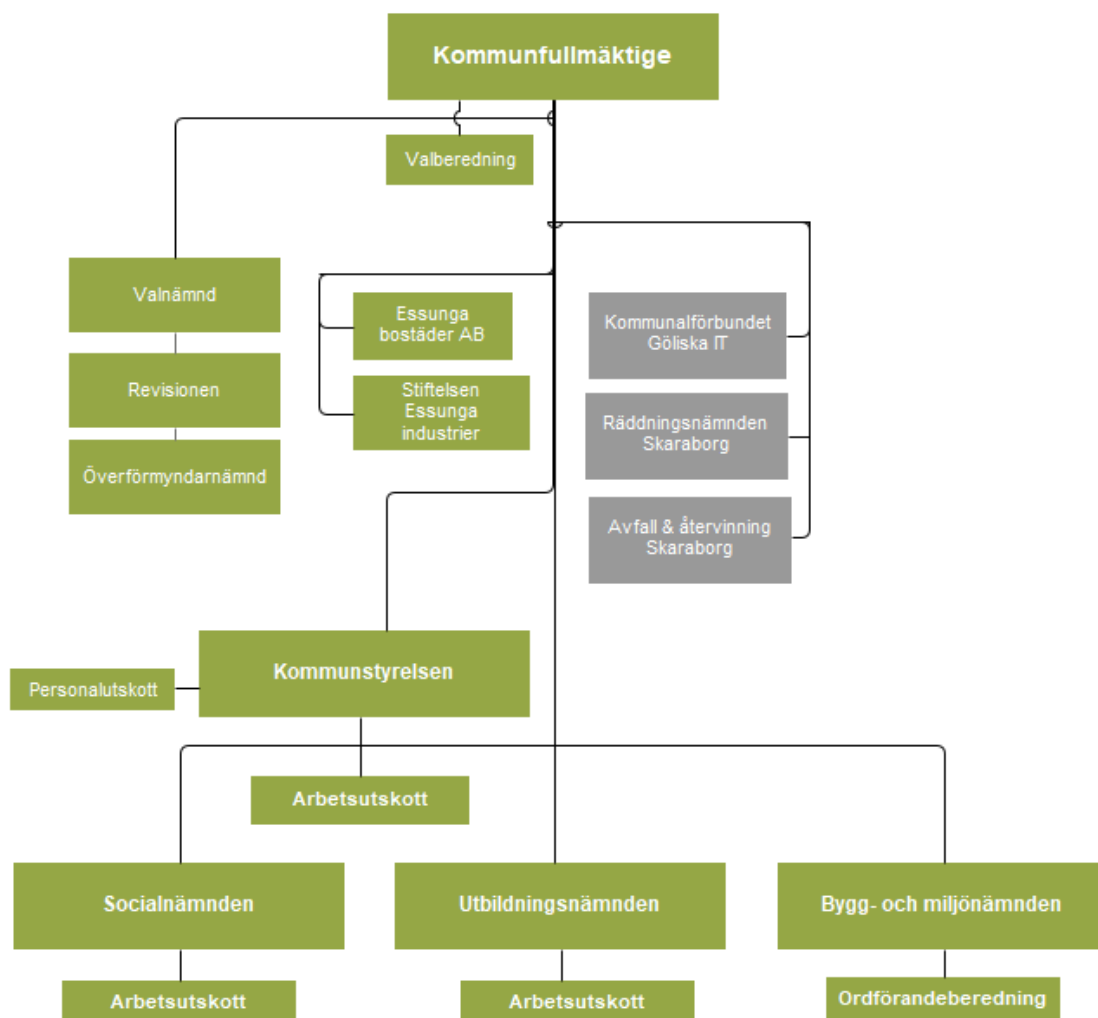 Kommunfullmäktige
Valberedning
Valnämnd
Revisionen
Överförmyndarnämnd
Essunga
bostäder AB
Stiftelsen
Essunga
industrier
Kommunalförbundet
Göliska IT
Räddningsnämnden
Skaraborg
Avfall & återvinning
Skaraborg
Kommunstyrelsen
Personalutskott
Arbetsutskott
Socialnämnden
Utbildningsnämnden
Bygg- och miljönämnden
Arbetsutskott
Arbetsutskott
Ordförandeberedning